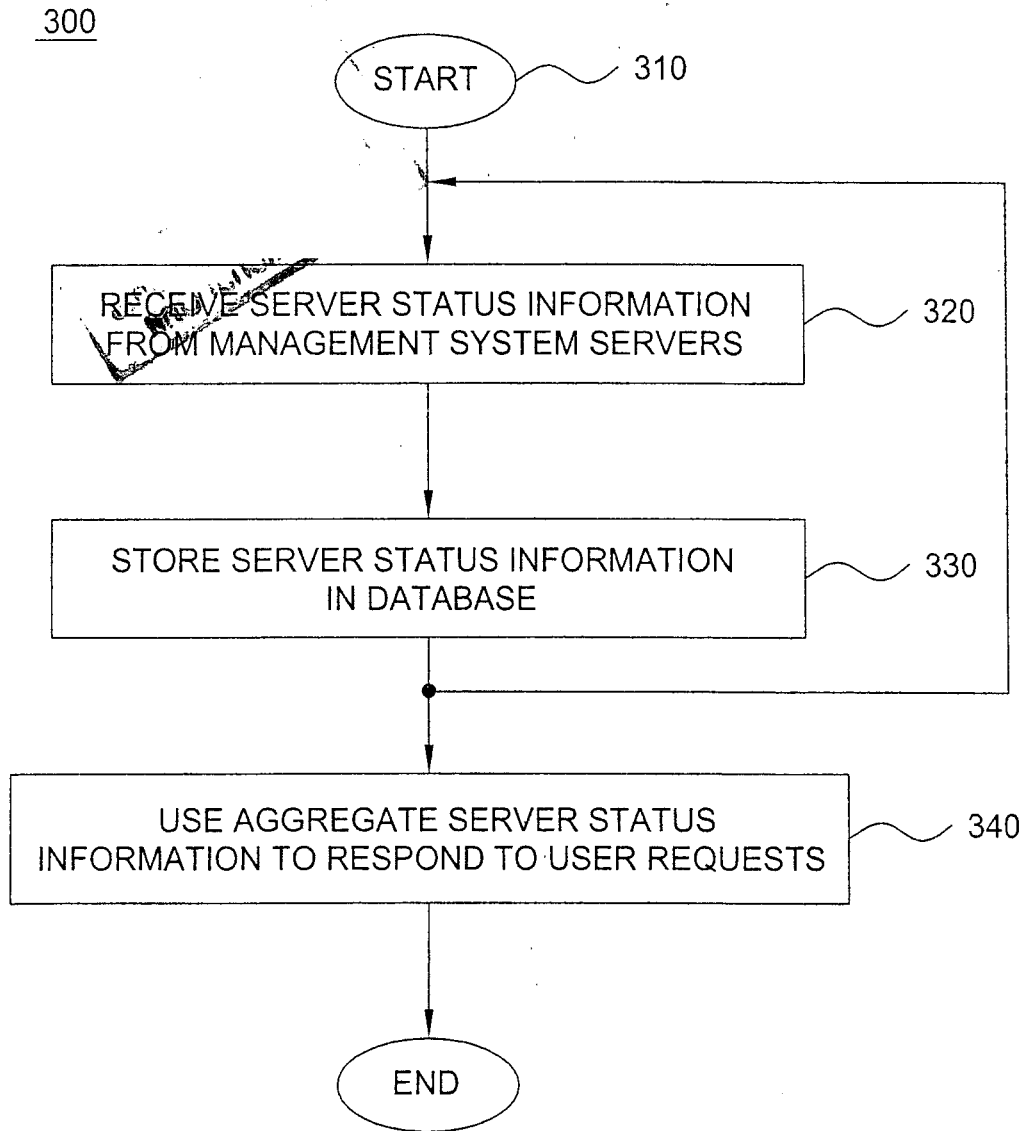 300
START
310
RECEIVE SERVER STATUS INFORMATION
FROM MANAGEMENT SYSTEM SERVERS
320
STORE SERVER STATUS INFORMATION
IN DATABASE
330
USE AGGREGATE SERVER STATUS
INFORMATION TO RESPOND TO USER REQUESTS
340
END